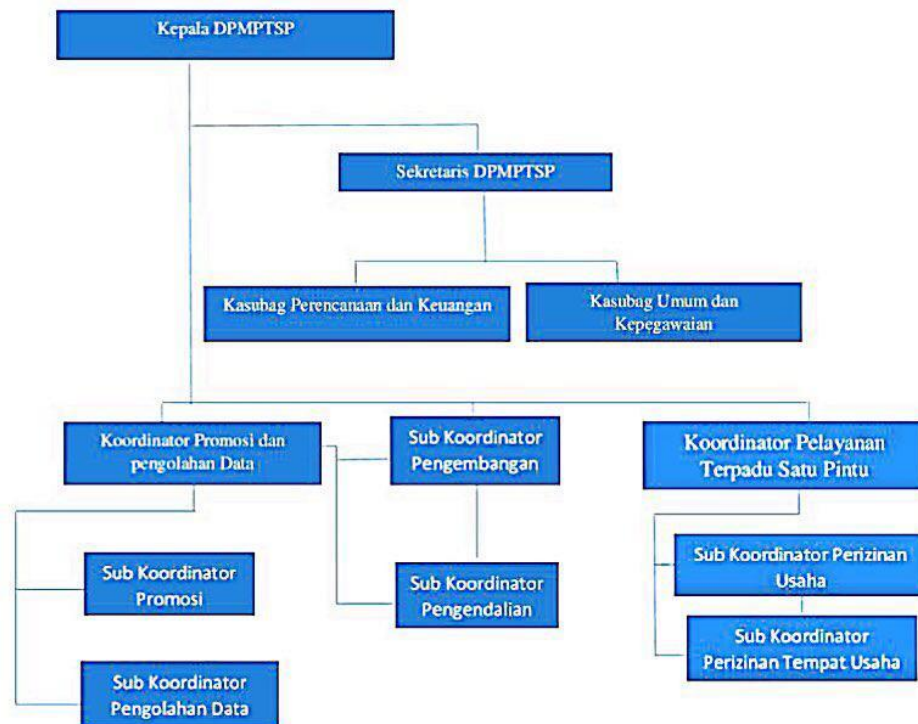 Kepala DPMPTSP
Sekretaris DPMPTSP
Kasubag Perencanaan dan Keuangan
Kasubag Umum dan
Kepegawaian
Koordinator Promosi dan
pengolahan Data
Sub Koordinator
Pengembangan
Koordinator Pelayanan
Terpadu Satu Pintu
Sub Koordinator
Promosi
Sub Koordinator
Pengendalian
Sub Koordinator Perizinan
Usaha
Sub Koordinator
Perizinan Tempat Usaha
Sub Koordinator
Pengolahan Data